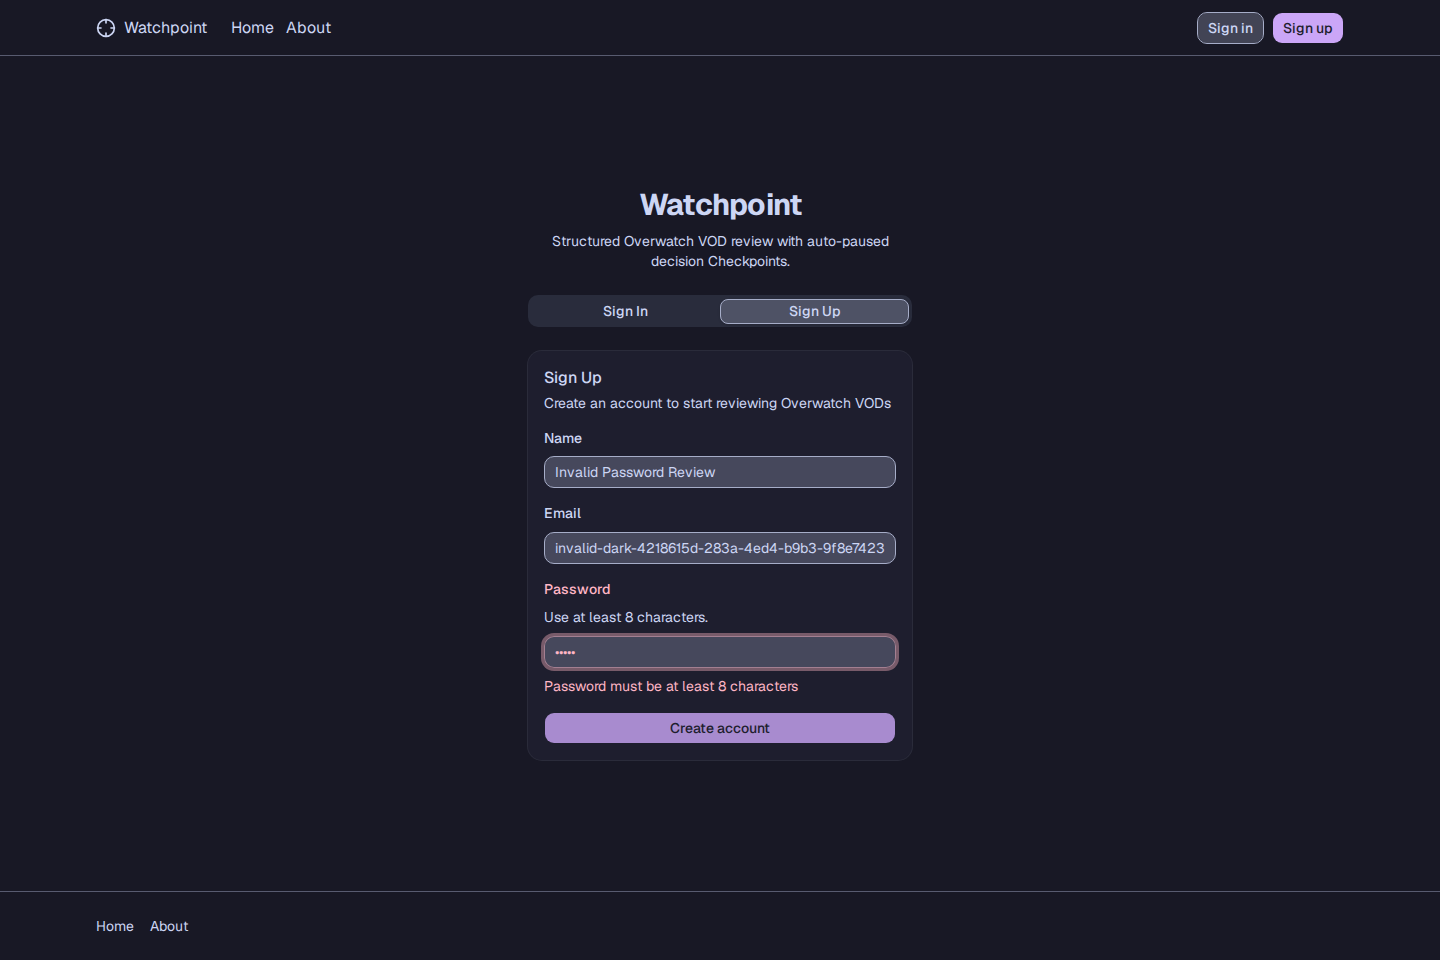 Watchpoint Home About Sign in Sign up
Watchpoint
Structured Overwatch VOD review with auto-paused
decision Checkpoints.
Sign In Sign Up
Sign Up
Create an account to start reviewing Overwatch VODs
Name
Invalid Password Review
Email
invalid-dark-4218615d-283a-4ed4-b9b3-9f8e7423
Password
Use at least 8 characters.
•••••
Password must be at least 8 characters
Create account
Home About